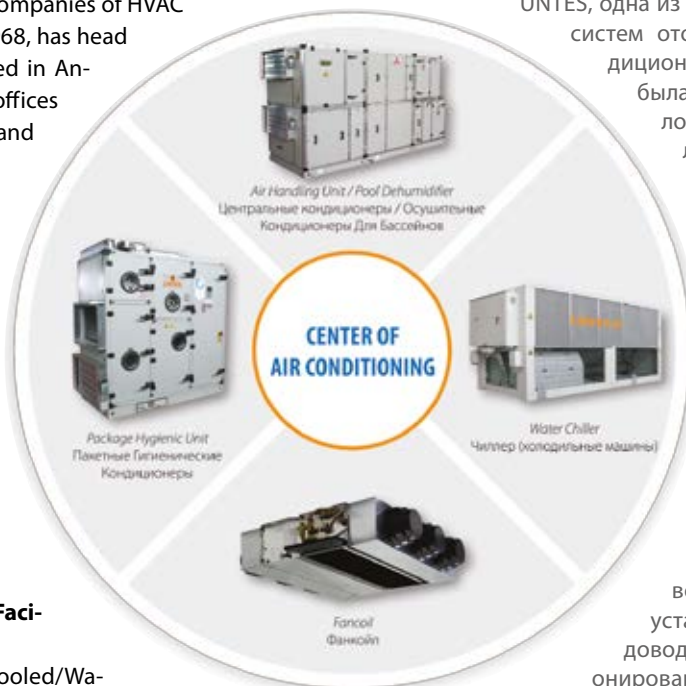 ompanies of HVAC
68, has head
ed in An-
offices
and
UNTES, одна из
систем ото
дицион
была
ло
л
Air Handling Unit / Pool Dehumidifier
Центральные кондиционеры / Осушительные
Кондиционеры Для Бассейнов
CENTER OF
AIR CONDITIONING
Package Hygienic Unit
Пакетные Гигиенические
Кондиционеры
Water Chiller
Чиллер (холодильные машины)
Fancoil
Фанкойл
Faci-
ooled/Wa-
в
уста
довод
онирова